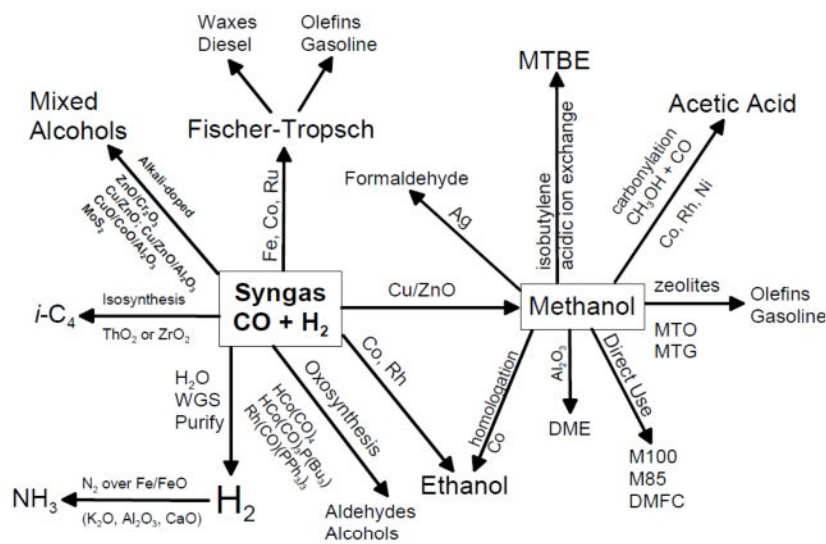 Waxes
Diesel
Olefins
Gasoline
MTBE
Mixed
Alcohols
Fischer-Tropsch
Acetic Acid
Alkali-doped
ZnO/Cr₂O₃
Cu/ZnO; Cu/ZnO/Al₂O₃
CuO/CoO/Al₂O₃
MoS₂
Fe, Co, Ru
Formaldehyde
Ag
isobutylene
acidic ion exchange
carbonylation
CH₃OH + CO
Co, Rh, Ni
Isosynthesis
i-C₄
ThO₂ or ZrO₂
Syngas
CO + H₂
Cu/ZnO
Methanol
zeolites
MTO
MTG
Olefins
Gasoline
H₂O
WGS
Purify
Oxosynthesis
HCo(CO)₄
HCo(CO)₃P(Bu₃)
Rh(CO)(PPh₃)₃
Co, Rh
homologation
Co
Al₂O₃
DME
Direct Use
M100
M85
DMFC
Ethanol
Aldehydes
Alcohols
NH₃
N₂ over Fe/FeO
(K₂O, Al₂O₃, CaO)
H₂